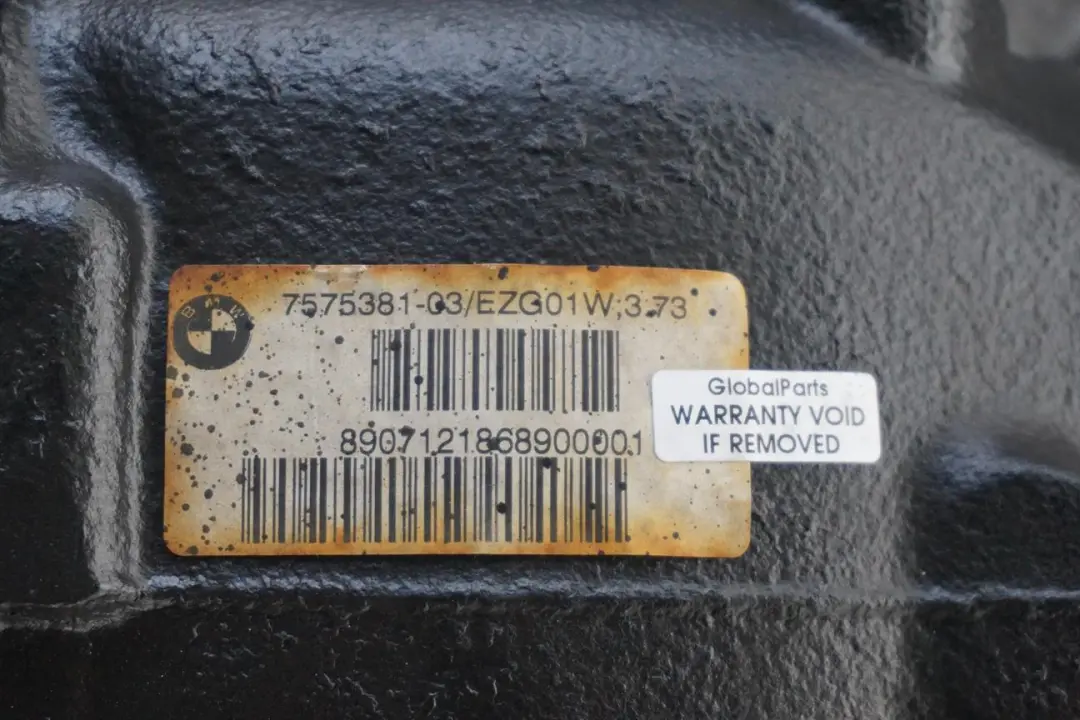 BMW
7575381-03/EZG01W;3.73
8907121868900001
GlobalParts
WARRANTY VOID
IF REMOVED